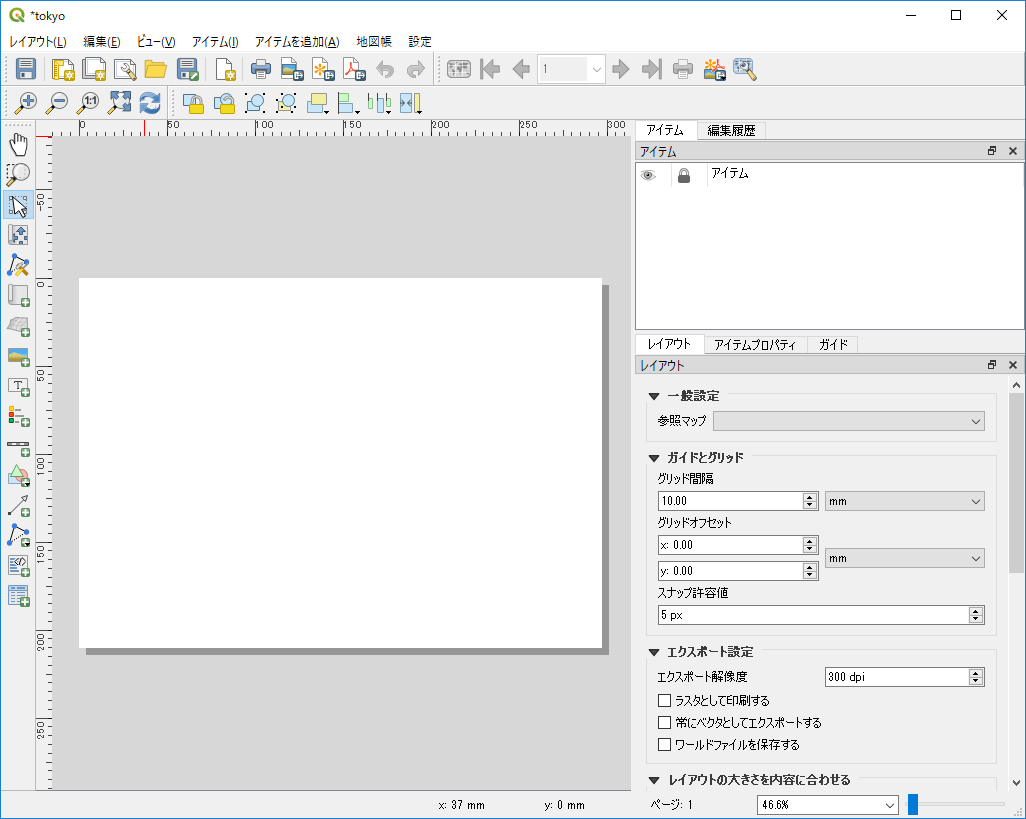 *tokyo
レイアウト(L) 編集(E) ビュー(V) アイテム(I) アイテムを追加(A) 地図帳 設定
1
1:1
0 50 100 150 200 250 300
-50
0
50
100
150
200
250
T
アイテム 編集履歴
アイテム
アイテム
レイアウト アイテムプロパティ ガイド
レイアウト
一般設定
参照マップ
ガイドとグリッド
グリッド間隔
10.00 mm
グリッドオフセット
x: 0.00
mm
y: 0.00
スナップ許容値
5 px
エクスポート設定
エクスポート解像度 300 dpi
ラスタとして印刷する
常にベクタとしてエクスポートする
ワールドファイルを保存する
レイアウトの大きさを内容に合わせる
x: 37 mm y: 0 mm ページ: 1 46.6%